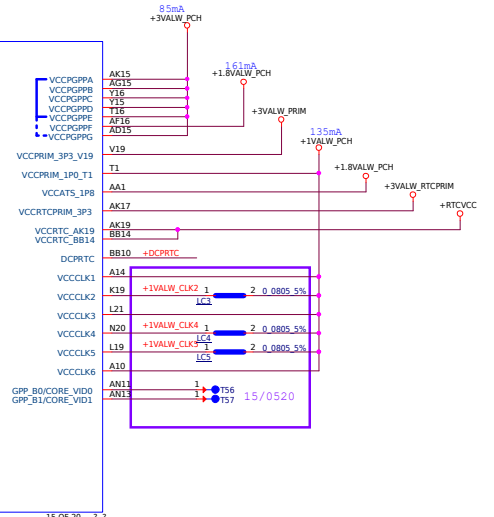 85mA
+3VALW_PCH
161mA
+1.8VALW_PCH
+3VALW_PRIM
135mA
+1VALW_PCH
+1.8VALW_PCH
+3VALW_RTCPRIM
+RTCVCC
VCCPGPPA AK15
VCCPGPPB AG15
VCCPGPPC Y16
VCCPGPPD Y15
VCCPGPPE T16
VCCPGPPF AF16
VCCPGPPG AD15
VCCPRIM_3P3_V19 V19
VCCPRIM_1P0_T1 T1
VCCATS_1P8 AA1
VCCRTCPRIM_3P3 AK17
VCCRTC_AK19 AK19
VCCRTC_BB14 BB14
DCPRTC BB10 +DCPRTC
VCCCLK1 A14
VCCCLK2 K19 +1VALW_CLK2 1 2 0_0805_5%
LC3
VCCCLK3 L21
VCCCLK4 N20 +1VALW_CLK4 1 2 0_0805_5%
LC4
VCCCLK5 L19 +1VALW_CLK5 1 2 0_0805_5%
LC5
VCCCLK6 A10
GPP_B0/CORE_VID0 AN11 1 T56
GPP_B1/CORE_VID1 AN13 1 T57
15/0520